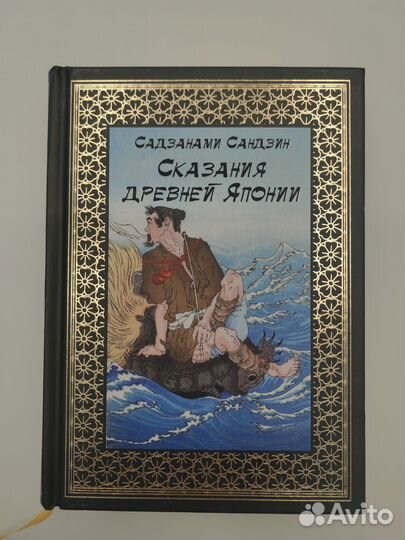 Садзанами Сандзин
Сказания
древней Японии
Avito